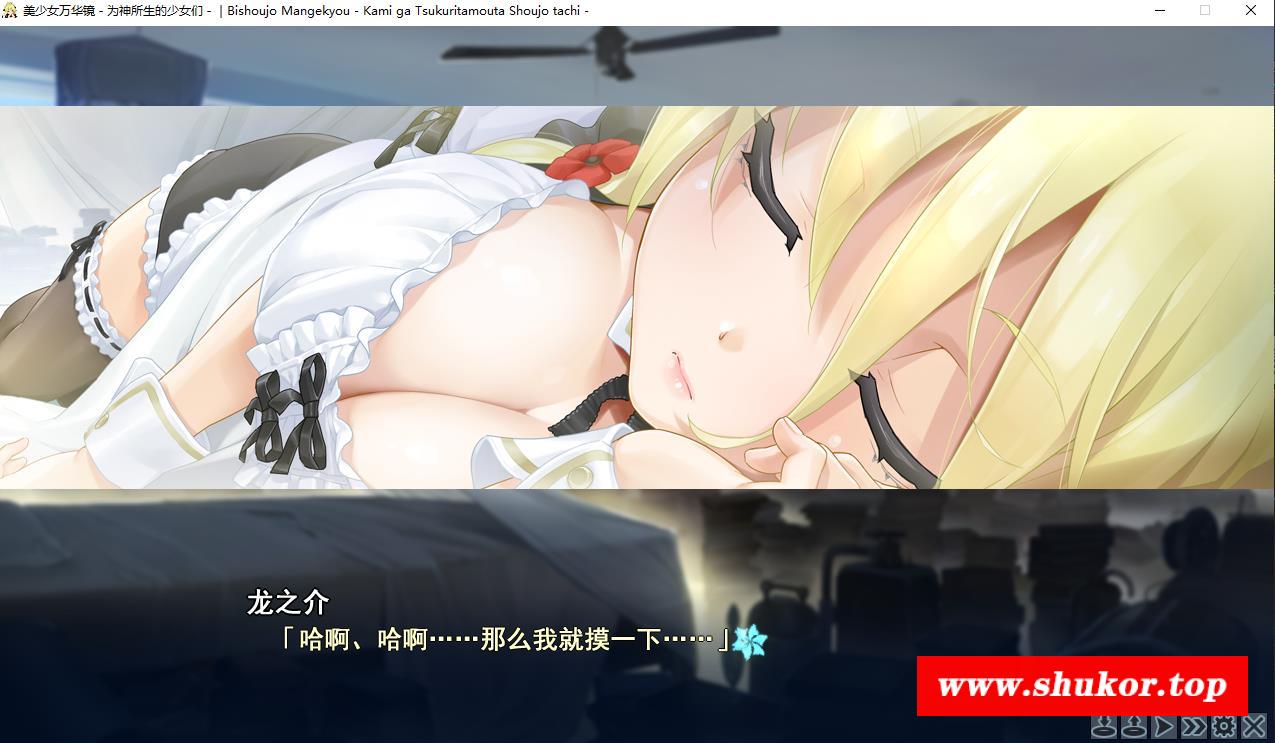 美少女万华镜 - 为神所生的少女们 - | Bishoujo Mangekyou - Kami ga Tsukuritamouta Shoujo tachi -
龙之介
「哈啊、哈啊……那么我就摸一下……」
www.shukor.top